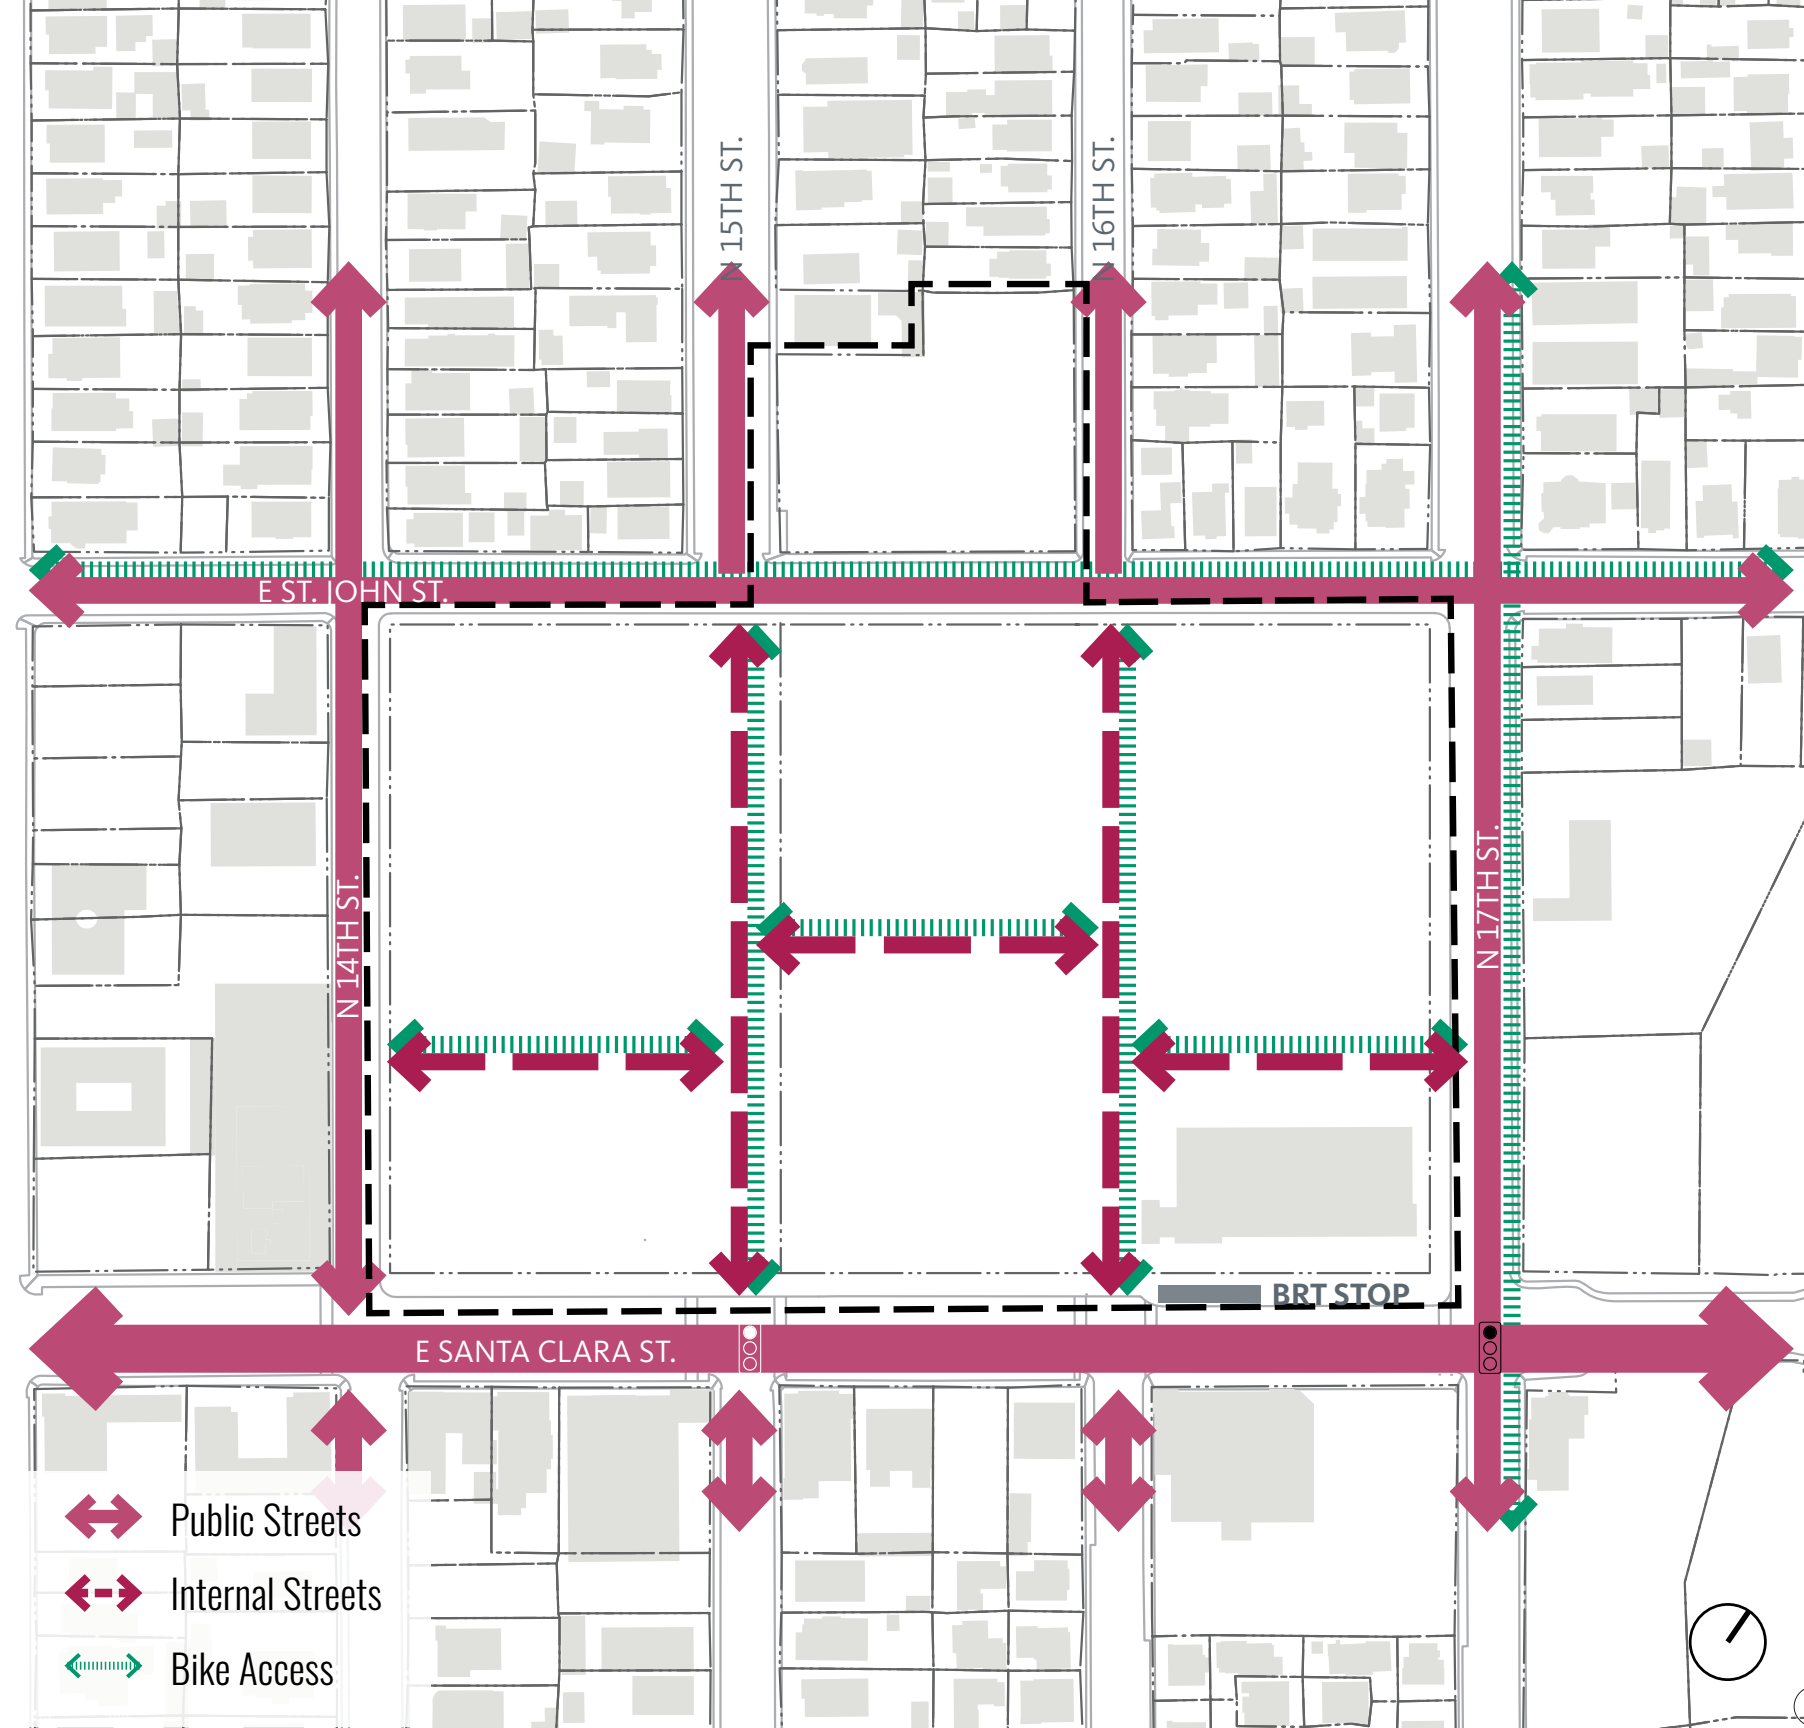 N 15TH ST.
N 16TH ST.
E ST. JOHN ST.
N 14TH ST.
N 17TH ST.
BRT STOP
E SANTA CLARA ST.
Public Streets
Internal Streets
Bike Access